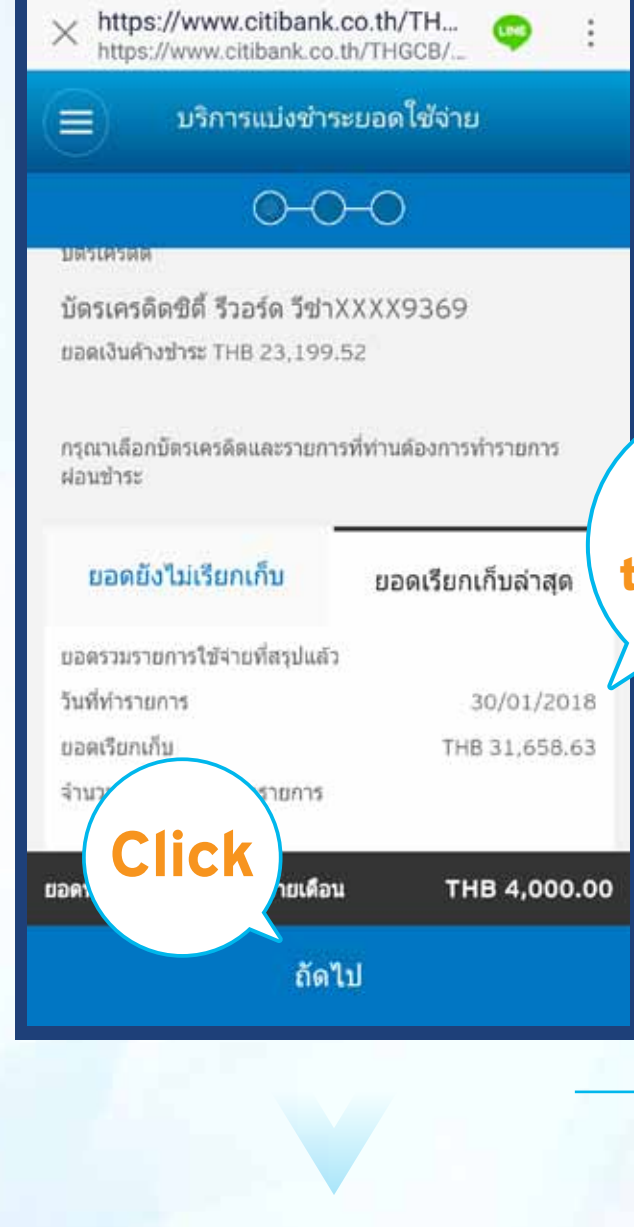 https://www.citibank.co.th/TH...
https://www.citibank.co.th/THGCB/...
LINE
บริการแบ่งชำระยอดใช้จ่าย
บัตรเครดิต
บัตรเครดิตซิตี้ รีวอร์ด วีซ่าXXXX9369
ยอดเงินค้างชำระ THB 23,199.52
กรุณาเลือกบัตรเครดิตและรายการที่ท่านต้องการทำรายการ
ผ่อนชำระ
ยอดยังไม่เรียกเก็บ
ยอดเรียกเก็บล่าสุด
t
ยอดรวมรายการใช้จ่ายที่สรุปแล้ว
วันที่ทำรายการ 30/01/2018
ยอดเรียกเก็บ THB 31,658.63
รายการ
Click
THB 4,000.00
ถัดไป